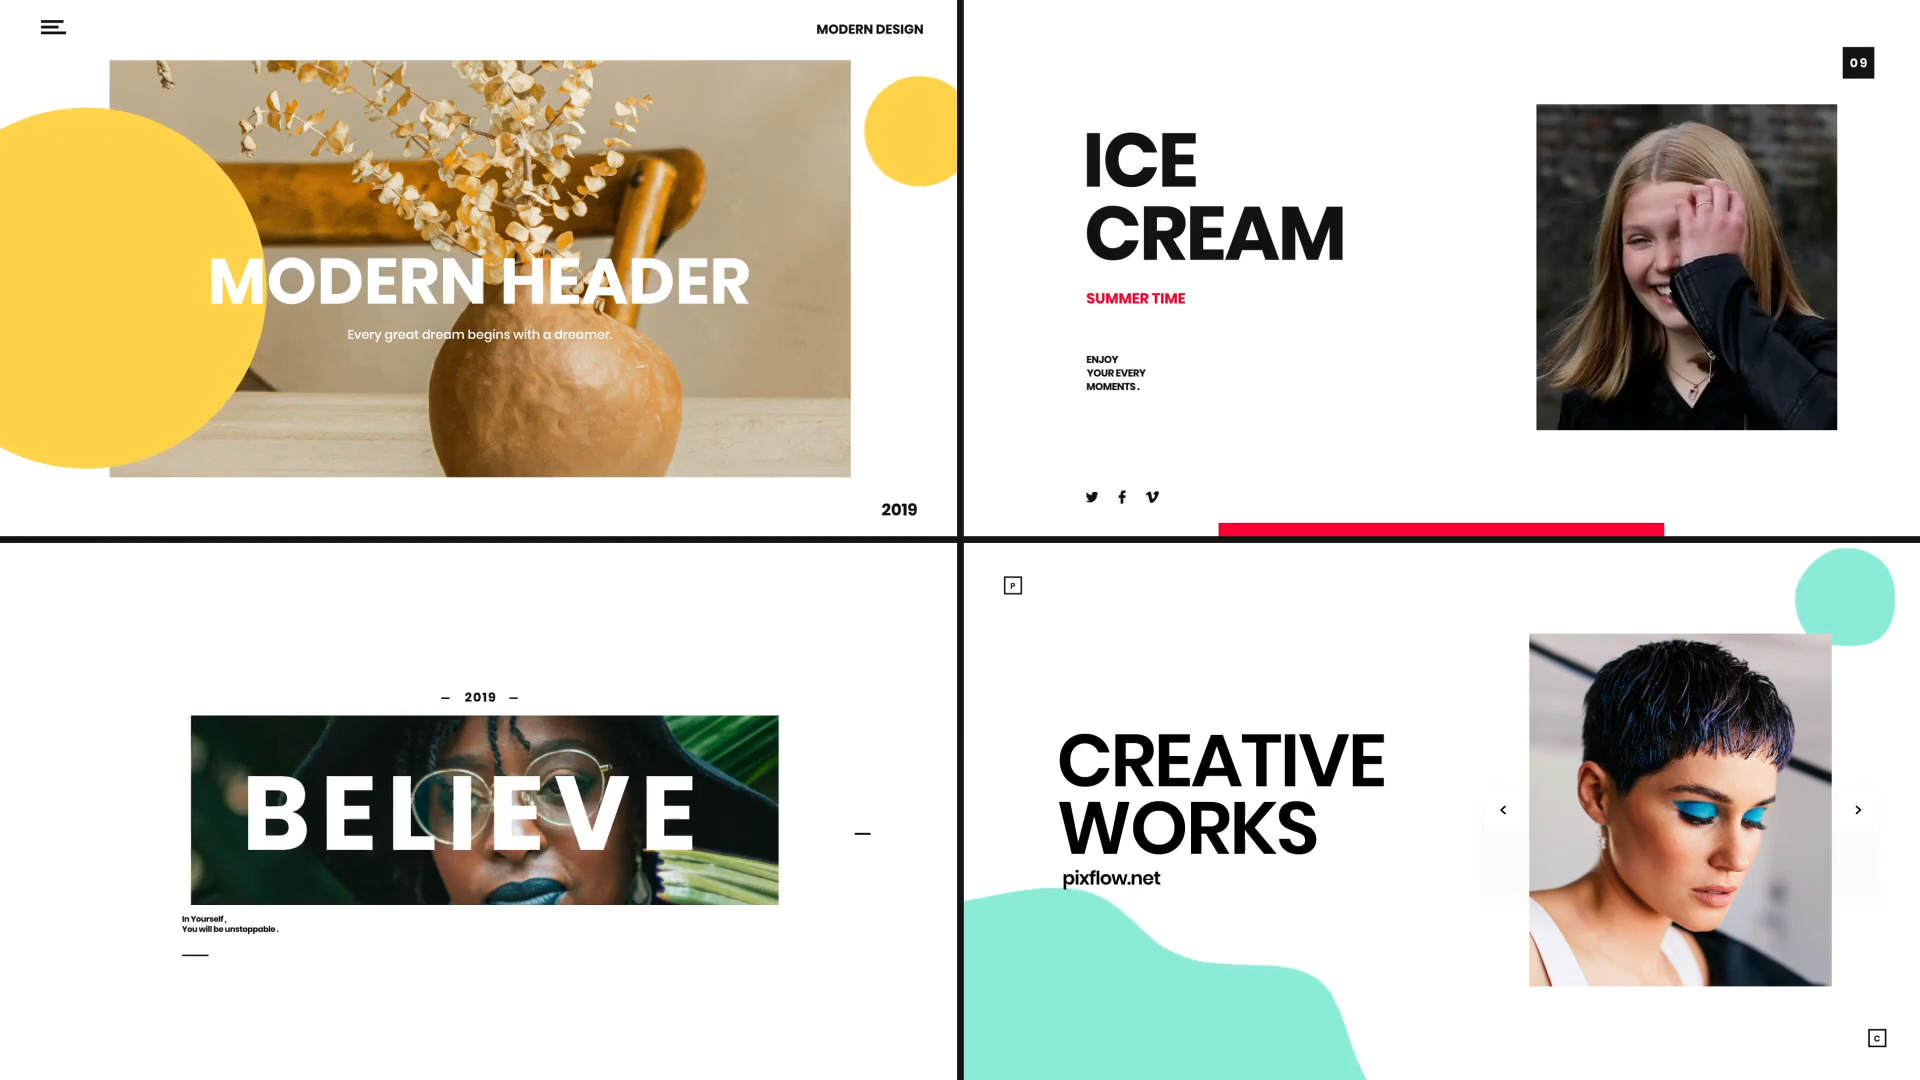 MODERN DESIGN
MODERN HEADER
Every great dream begins with a dreamer.
2019
09
ICE
CREAM
SUMMER TIME
ENJOY
YOUR EVERY
MOMENTS .
– 2019 –
BELIEVE
In Yourself ,
You will be unstoppable .
P
CREATIVE
WORKS
pixflow.net
C